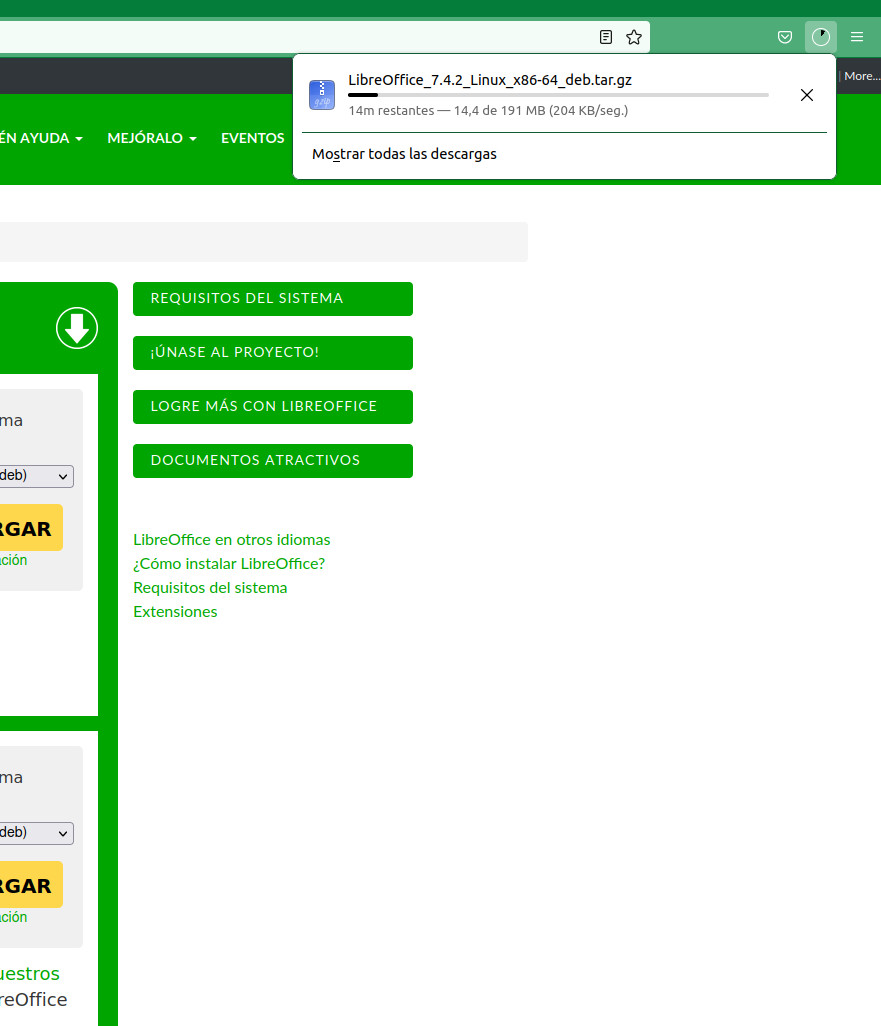 More...
LibreOffice_7.4.2_Linux_x86-64_deb.tar.gz
14m restantes — 14,4 de 191 MB (204 KB/seg.)
Mostrar todas las descargas
ÉN AYUDA
MEJÓRALO
EVENTOS
REQUISITOS DEL SISTEMA
¡ÚNASE AL PROYECTO!
LOGRE MÁS CON LIBREOFFICE
DOCUMENTOS ATRACTIVOS
ma
deb)
RGAR
ación
LibreOffice en otros idiomas
¿Cómo instalar LibreOffice?
Requisitos del sistema
Extensiones
ma
deb)
RGAR
ación
uestros
reOffice